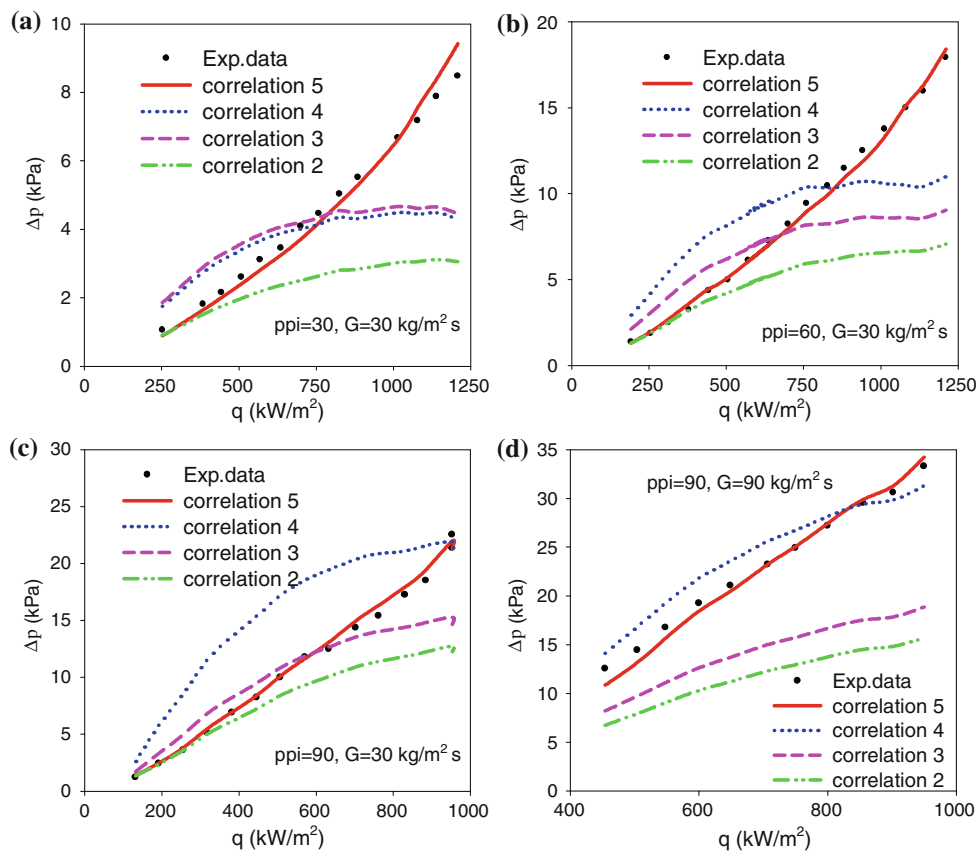 (a)
10
8
6
4
2
0
Δp (kPa)
Exp.data
correlation 5
correlation 4
correlation 3
correlation 2
ppi=30, G=30 kg/m² s
0 250 500 750 1000 1250
q (kW/m²)
(b)
20
15
10
5
0
Δp (kPa)
Exp.data
correlation 5
correlation 4
correlation 3
correlation 2
ppi=60, G=30 kg/m² s
0 250 500 750 1000 1250
q (kW/m²)
(c)
30
25
20
15
10
5
0
Δp (kPa)
Exp.data
correlation 5
correlation 4
correlation 3
correlation 2
ppi=90, G=30 kg/m² s
0 200 400 600 800 1000
q (kW/m²)
(d)
35
30
25
20
15
10
5
0
Δp (kPa)
ppi=90, G=90 kg/m² s
Exp.data
correlation 5
correlation 4
correlation 3
correlation 2
400 600 800 1000
q (kW/m²)